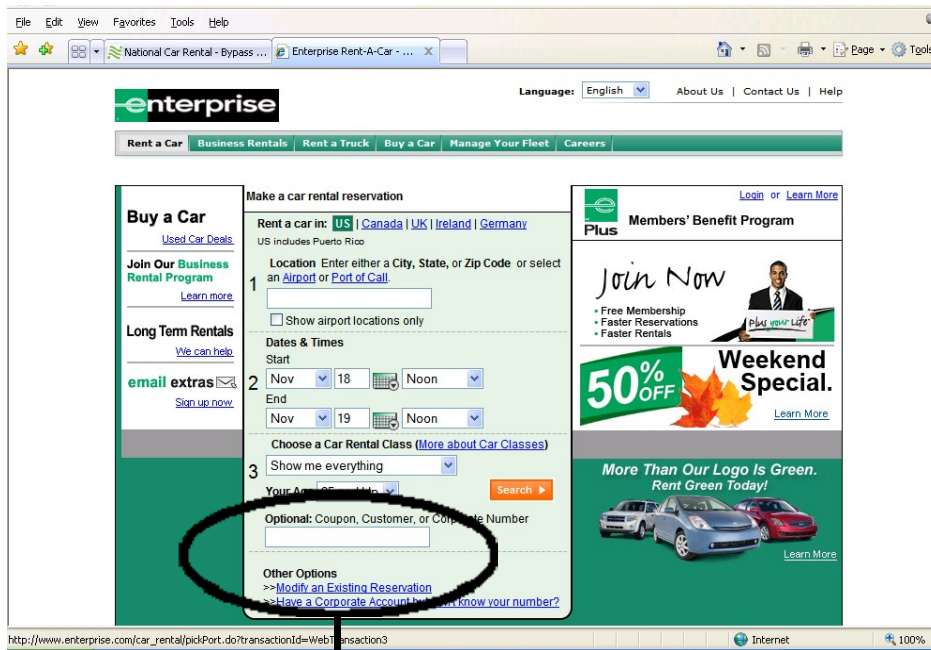 File Edit View Favorites Tools Help
National Car Rental - Bypass ... Enterprise Rent-A-Car - ... X Page Tools
Language: English About Us | Contact Us | Help
enterprise
Rent a Car Business Rentals Rent a Truck Buy a Car Manage Your Fleet Careers
Buy a Car
Used Car Deals
Join Our Business
Rental Program
Learn more
Long Term Rentals
We can help
email extras
Sign up now
Make a car rental reservation
Rent a car in: US | Canada | UK | Ireland | Germany
US includes Puerto Rico
1 Location Enter either a City, State, or Zip Code or select
an Airport or Port of Call.
Show airport locations only
2 Dates & Times
Start
Nov 18 Noon
End
Nov 19 Noon
3 Choose a Car Rental Class (More about Car Classes)
Show me everything
Your Search
Optional: Coupon, Customer, or Number
Other Options
>>Modify an Existing Reservation
>>Have a Corporate Account know your number?
e Plus
Login or Learn More
Members' Benefit Program
Join Now
• Free Membership
• Faster Reservations
• Faster Rentals
Plus your Life
50% OFF
Weekend
Special.
Learn More
More Than Our Logo Is Green.
Rent Green Today!
Learn More
http://www.enterprise.com/car_rental/pickPort.do?transactionId=WebTransaction3 Internet 100%